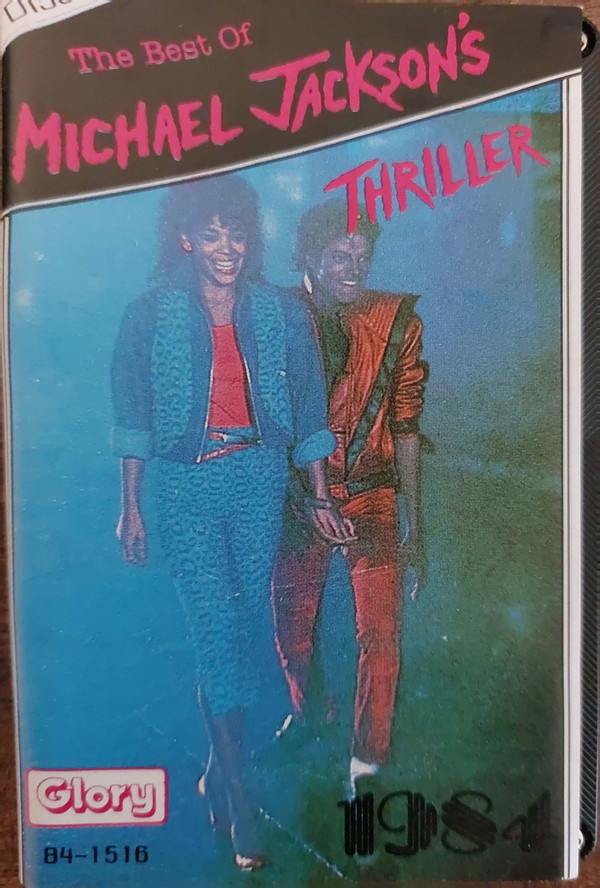 The Best Of
MICHAEL JACKSON'S
THRILLER
Glory
84-1516
1984